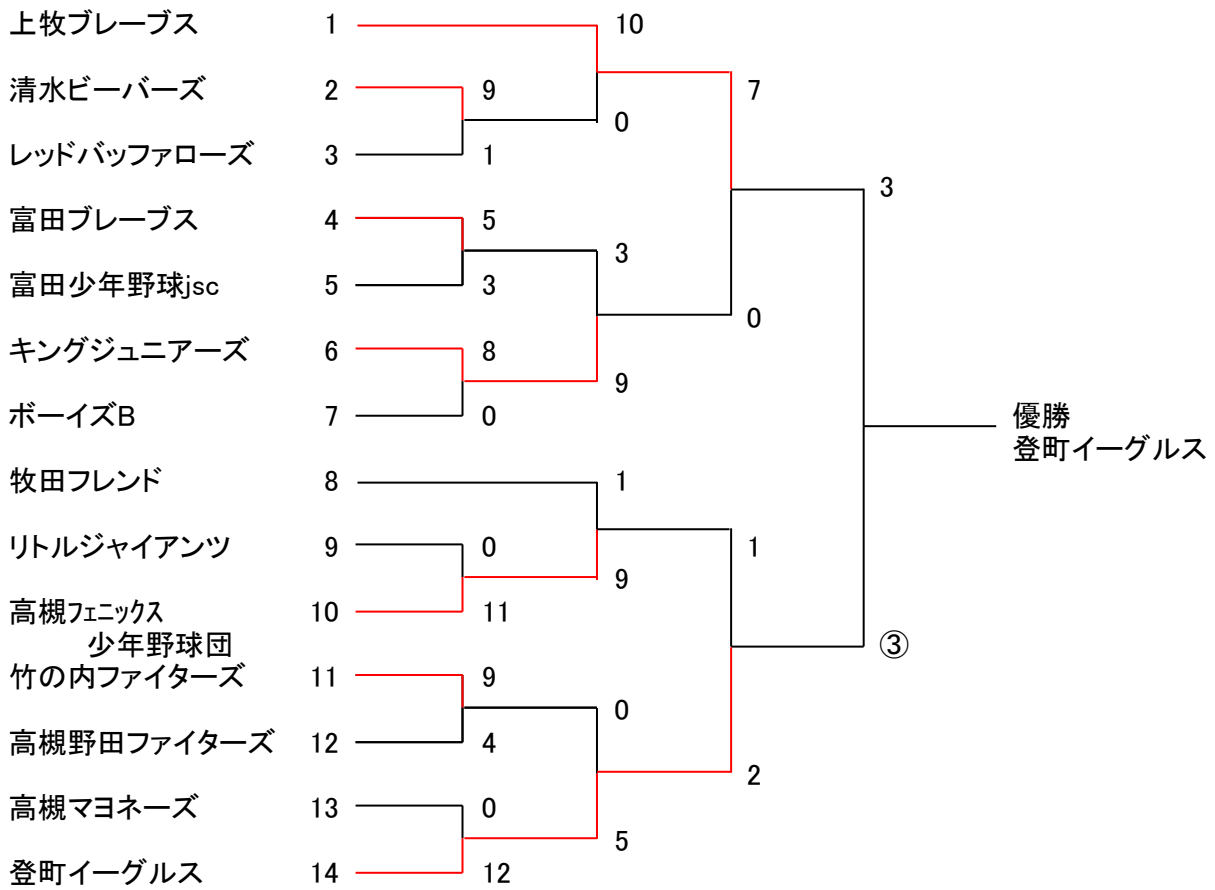 上牧ブレーブス 1 10
清水ビーバーズ 2 9 7
0
レッドバッファローズ 3 1
3
富田ブレーブス 4 5
3
富田少年野球jsc 5 3
0
キングジュニアーズ 6 8
9
ボーイズB 7 0
優勝
登町イーグルス
牧田フレンド 8 1
リトルジャイアンツ 9 0 1
9
高槻フェニックス 10 11
少年野球団 ③
竹の内ファイターズ 11 9
0
高槻野田ファイターズ 12 4
2
高槻マヨネーズ 13 0
5
登町イーグルス 14 12